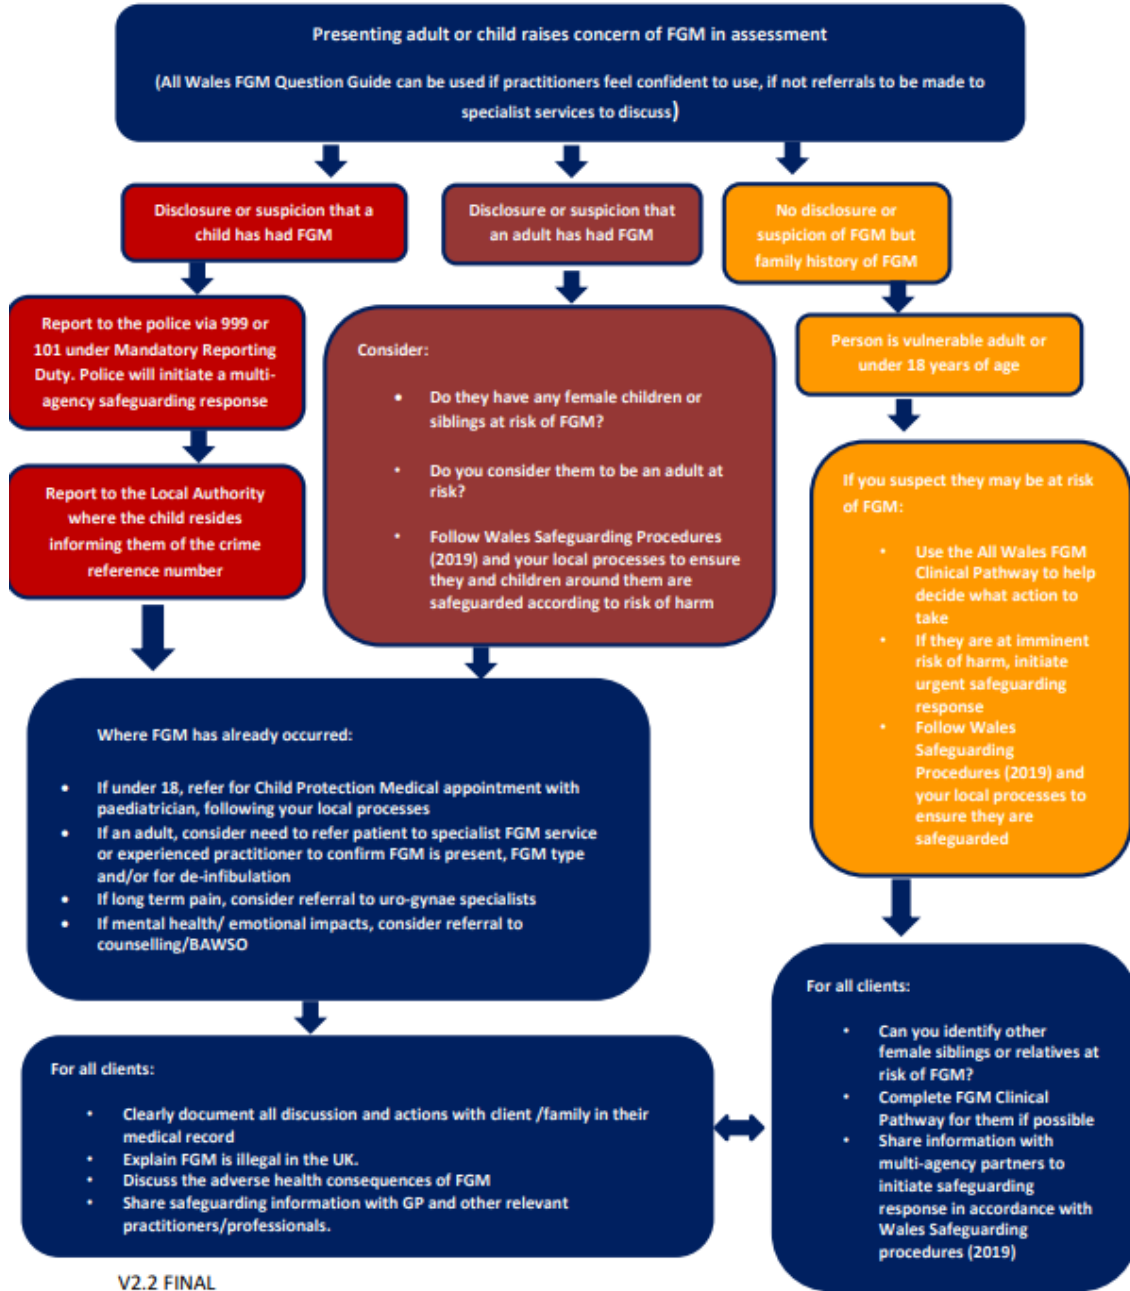 Presenting adult or child raises concern of FGM in assessment
(All Wales FGM Question Guide can be used if practitioners feel confident to use, if not referrals to be made to
specialist services to discuss)
Disclosure or suspicion that a
child has had FGM
Disclosure or suspicion that
an adult has had FGM
No disclosure or
suspicion of FGM but
family history of FGM
Report to the police via 999 or
101 under Mandatory Reporting
Duty. Police will initiate a multi-
agency safeguarding response
Report to the Local Authority
where the child resides
informing them of the crime
reference number
Consider:
• Do they have any female children or
siblings at risk of FGM?
• Do you consider them to be an adult at
risk?
• Follow Wales Safeguarding Procedures
(2019) and your local processes to ensure
they and children around them are
safeguarded according to risk of harm
Person is vulnerable adult or
under 18 years of age
If you suspect they may be at risk
of FGM:
• Use the All Wales FGM
Clinical Pathway to help
decide what action to
take
• If they are at imminent
risk of harm, initiate
urgent safeguarding
response
• Follow Wales
Safeguarding
Procedures (2019) and
your local processes to
ensure they are
safeguarded
Where FGM has already occurred:
• If under 18, refer for Child Protection Medical appointment with
paediatrician, following your local processes
• If an adult, consider need to refer patient to specialist FGM service
or experienced practitioner to confirm FGM is present, FGM type
and/or for de-infibulation
• If long term pain, consider referral to uro-gynae specialists
• If mental health/ emotional impacts, consider referral to
counselling/BAWSO
For all clients:
• Clearly document all discussion and actions with client /family in their
medical record
• Explain FGM is illegal in the UK.
• Discuss the adverse health consequences of FGM
• Share safeguarding information with GP and other relevant
practitioners/professionals.
For all clients:
• Can you identify other
female siblings or relatives at
risk of FGM?
• Complete FGM Clinical
Pathway for them if possible
• Share information with
multi-agency partners to
initiate safeguarding
response in accordance with
Wales Safeguarding
procedures (2019)
V2.2 FINAL